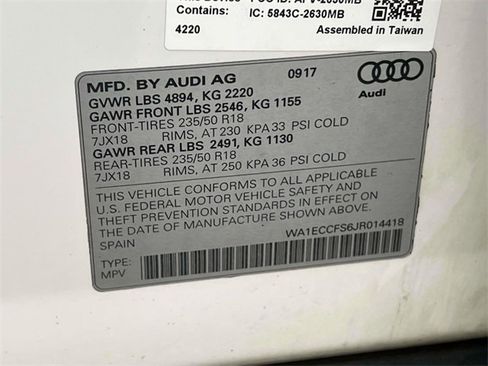 Contains: IC: 5843C-2630MB
4220 Assembled in Taiwan
MFD. BY AUDI AG 0917
GVWR LBS 4894, KG 2220
GAWR FRONT LBS 2546, KG 1155
FRONT-TIRES 235/50 R18
7JX18 RIMS, AT 230 KPA 33 PSI COLD
GAWR REAR LBS 2491, KG 1130
REAR-TIRES 235/50 R18
7JX18 RIMS, AT 250 KPA 36 PSI COLD
Audi
THIS VEHICLE CONFORMS TO ALL APPLICABLE
U.S. FEDERAL MOTOR VEHICLE SAFETY AND
THEFT PREVENTION STANDARDS IN EFFECT ON
THE DATE OF MANUFACTURE SHOWN ABOVE.
SPAIN WA1ECCFS6JR014418
TYPE:
MPV